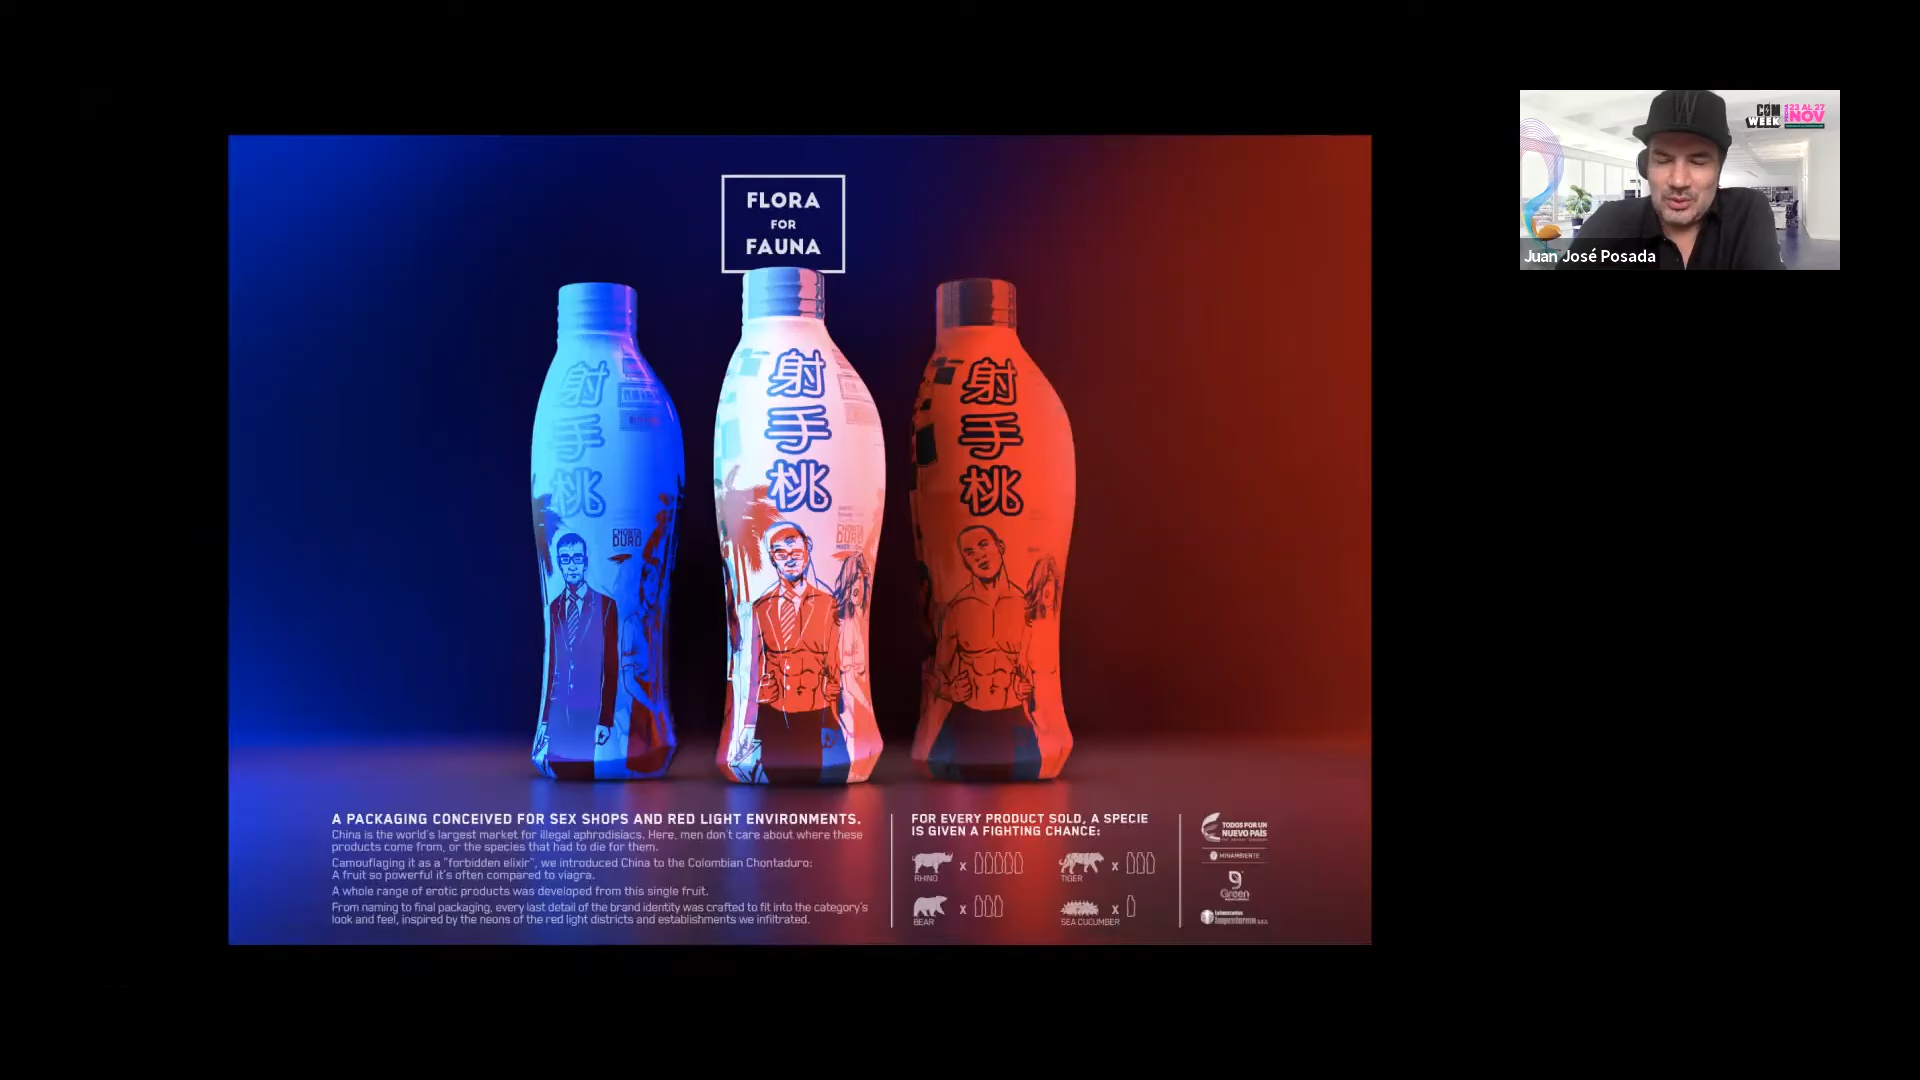 FLORA
FOR
FAUNA
射
手
桃
CHONTA
DURO
射
手
桃
CHONTA
DURO
射
手
桃
A PACKAGING CONCEIVED FOR SEX SHOPS AND RED LIGHT ENVIRONMENTS.
China is the world's largest market for illegal aphrodisiacs. Here, men don't care about where these
products come from, or the species that had to die for them.
Camouflaging it as a "forbidden elixir", we introduced China to the Colombian Chontaduro:
A fruit so powerful it's often compared to viagra.
A whole range of erotic products was developed from this single fruit.
From naming to final packaging, every last detail of the brand identity was crafted to fit into the category's
look and feel, inspired by the neons of the red light districts and establishments we infiltrated.
FOR EVERY PRODUCT SOLD, A SPECIE
IS GIVEN A FIGHTING CHANCE:
RHINO X
TIGER X
BEAR X
SEA CUCUMBER X
TODOS POR UN
NUEVO PAÍS
MINAMBIENTE
Green
COM
WEEK
23 AL 27
NOV
Juan José Posada